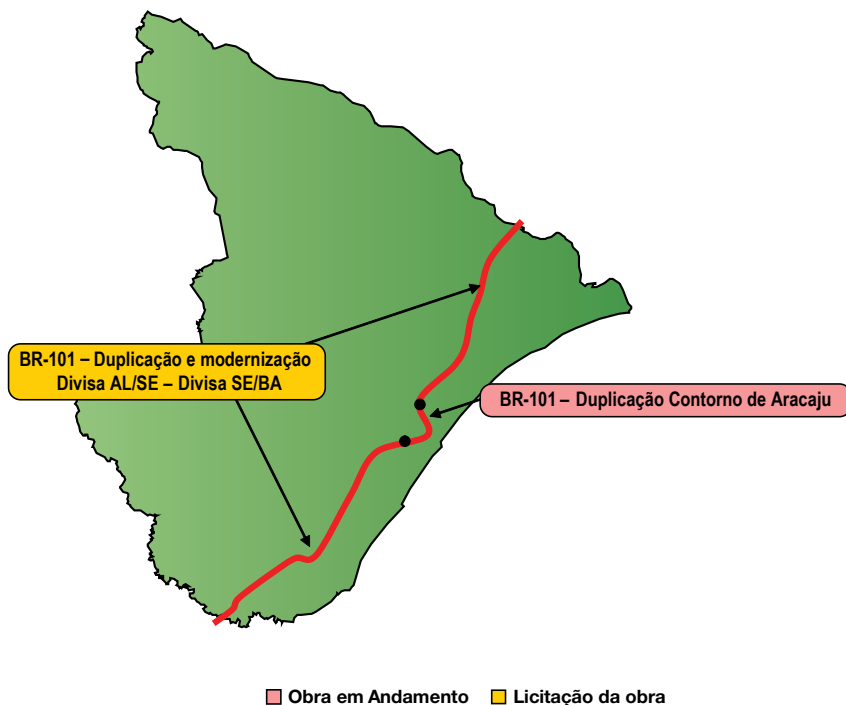 BR-101 – Duplicação e modernização
Divisa AL/SE – Divisa SE/BA
BR-101 – Duplicação Contorno de Aracaju
Obra em Andamento
Licitação da obra